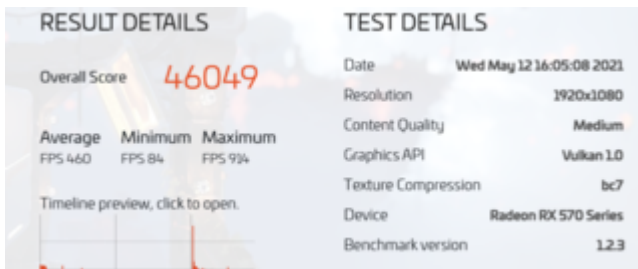 RESULT DETAILS
Overall Score 46049
Average Minimum Maximum
FPS 460 FPS 84 FPS 914
Timeline preview, click to open.
TEST DETAILS
Date Wed May 12 16:05:08 2021
Resolution 1920x1080
Content Quality Medium
Graphics API Vulkan 1.0
Texture Compression bc7
Device Radeon RX 570 Series
Benchmark version 1.2.3